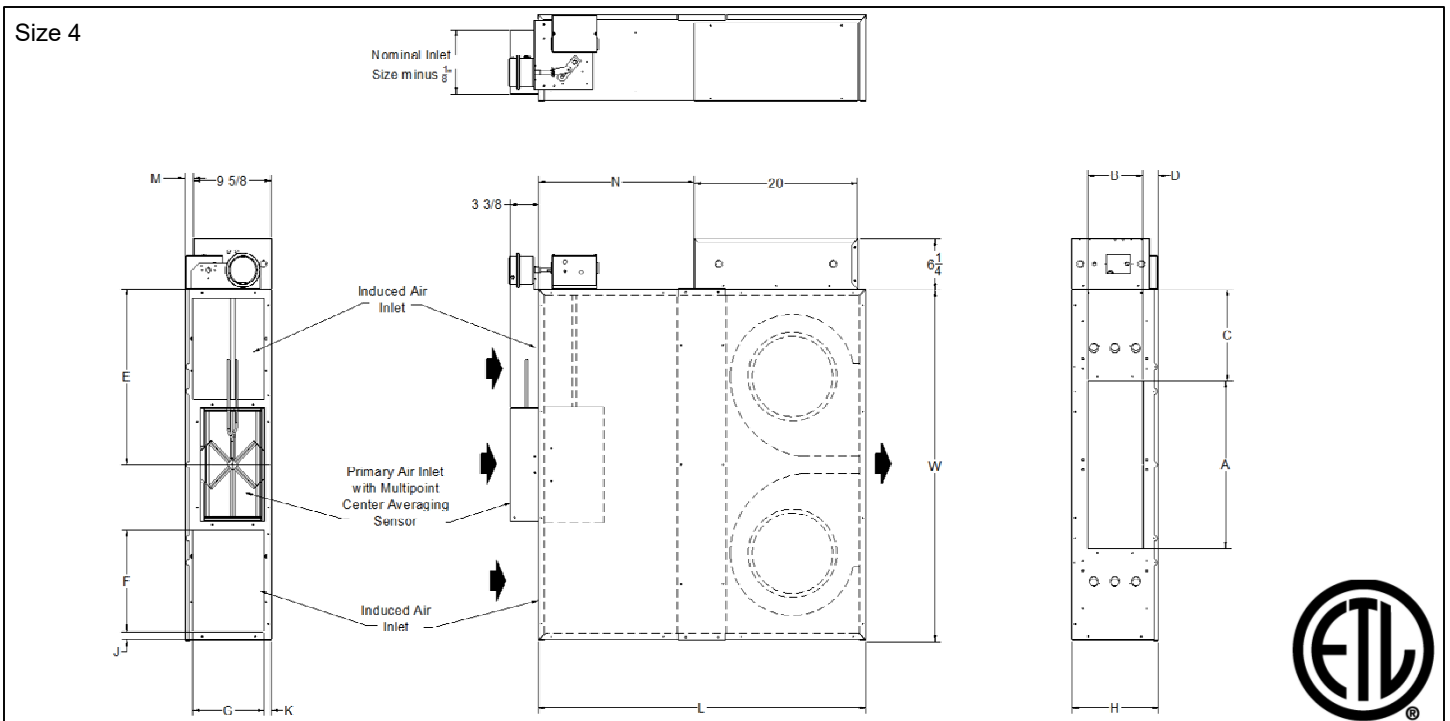 Size 4
Nominal Inlet
Size minus 1/8
M
9 5/8
N
20
B
D
3 3/8
6 1/4
Induced Air
Inlet
C
E
Primary Air Inlet
with Multipoint
Center Averaging
Sensor
W
A
F
Induced Air
Inlet
J
G
K
L
H
ETL
®